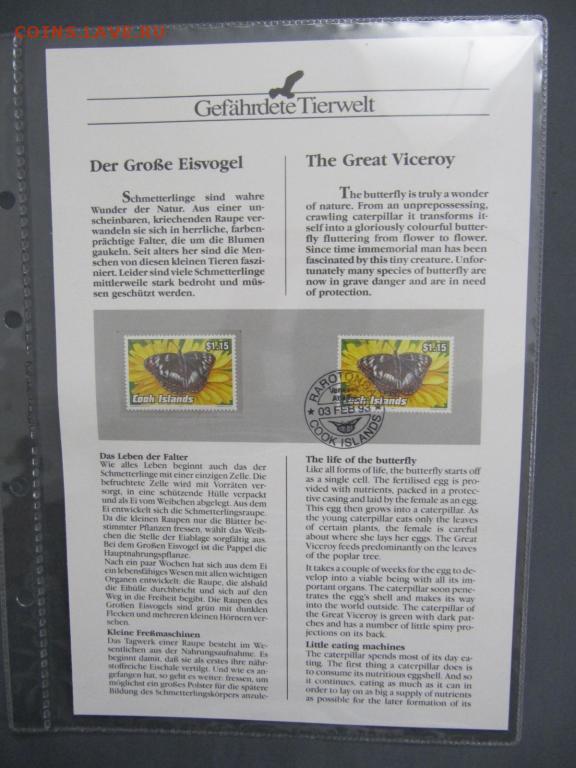 COINS.LAVE.RU
Gefährdete Tierwelt
Der Große Eisvogel
Schmetterlinge sind wahre
Wunder der Natur. Aus einer un-
scheinbaren, kriechenden Raupe ver-
wandeln sie sich in herrliche, farben-
prächtige Falter, die um die Blumen
gaukeln. Seit alters her sind die Men-
schen von diesen kleinen Tieren faszi-
niert. Leider sind viele Schmetterlinge
mittlerweile stark bedroht und müs-
sen geschützt werden.
The Great Viceroy
The butterfly is truly a wonder
of nature. From an unprepossessing,
crawling caterpillar it transforms it-
self into a gloriously colourful butter-
fly fluttering from flower to flower.
Since time immemorial man has been
fascinated by this tiny creature. Unfor-
tunately many species of butterfly are
now in grave danger and are in need
of protection.
$1.15
Cook Islands
$1.15
Cook Islands
RAROTONGA
03 FEB 93
COOK ISLANDS
Das Leben der Falter
Wie alles Leben beginnt auch das der
Schmetterlinge mit einer einzigen Zelle. Die
befruchtete Zelle wird mit Vorräten ver-
sorgt, in eine schützende Hülle verpackt
und als Ei vom Weibchen abgelegt. Aus dem
Ei entwickelt sich die Schmetterlingsraupe.
Da die kleinen Raupen nur die Blätter be-
stimmter Pflanzen fressen, wählt das Weib-
chen die Stelle der Eiablage sorgfältig aus.
Bei dem Großen Eisvogel ist die Pappel die
Hauptnahrungspflanze.
Nach ein paar Wochen hat sich aus dem Ei
ein lebensfähiges Wesen mit allen wichtigen
Organen entwickelt: die Raupe, die alsbald
die Eihülle durchbricht und sich auf den
Weg in die Freiheit begibt. Die Raupen des
Großen Eisvogels sind grün mit dunklen
Flecken und mehreren kleinen Hörnern ver-
sehen.
Kleine Freßmaschinen
Das Tagwerk einer Raupe besteht im We-
sentlichen aus der Nahrungsaufnahme. Es
beginnt damit, daß sie als erstes ihre nähr-
stoffreiche Eischale vertilgt. Und wie es an-
gefangen hat, so geht es weiter: fressen, um
möglichst ein großes Polster für die spätere
Bildung des Schmetterlingskörpers anzule-
The life of the butterfly
Like all forms of life, the butterfly starts off
as a single cell. The fertilised egg is pro-
vided with nutrients, packed in a protec-
tive casing and laid by the female as an egg.
This egg then grows into a caterpillar. As
the young caterpillar eats only the leaves
of certain plants, the female is careful
about where she lays her eggs. The Great
Viceroy feeds predominantly on the leaves
of the poplar tree.
It takes a couple of weeks for the egg to de-
velop into a viable being with all its im-
portant organs. The caterpillar soon pene-
trates the egg's shell and makes its way
into the world outside. The caterpillar of
the Great Viceroy is green with dark pat-
ches and has a number of little spiny pro-
jections on its back.
Little eating machines
The caterpillar spends most of its day ea-
ting. The first thing a caterpillar does is
to consume its nutritious eggshell. And so
it continues, eating as much as it can in
order to lay on as big a supply of nutrients
as possible for the later formation of its